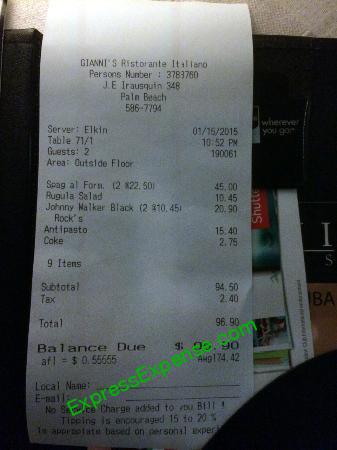 GIANNI'S Ristorante Italiano
Persons Number : 3783760
J.E Irausquin 348
Palm Beach
586-7794
Server: Elkin 01/15/2015
Table 71/1 10:52 PM
Guests: 2 190061
Area: Outside Floor
Spag al Form. (2 @22.50) 45.00
Rugula Salad 10.45
Johnny Walker Black (2 @10.45) 20.90
Rock's
Antipasto 15.40
Coke 2.75
9 Items
Subtotal 94.50
Tax 2.40
Total 96.90
Balance Due $ 96.90
afl = $ 0.55555 Awg174.42
Local Name:
E-mail:
No Service Charge added to you Bill !
Tipping is encouraged 15 to 20 %
is appropiate based on personal experi
ExpressExpense.com
wherever
you go
Shutte
I
S
UBA